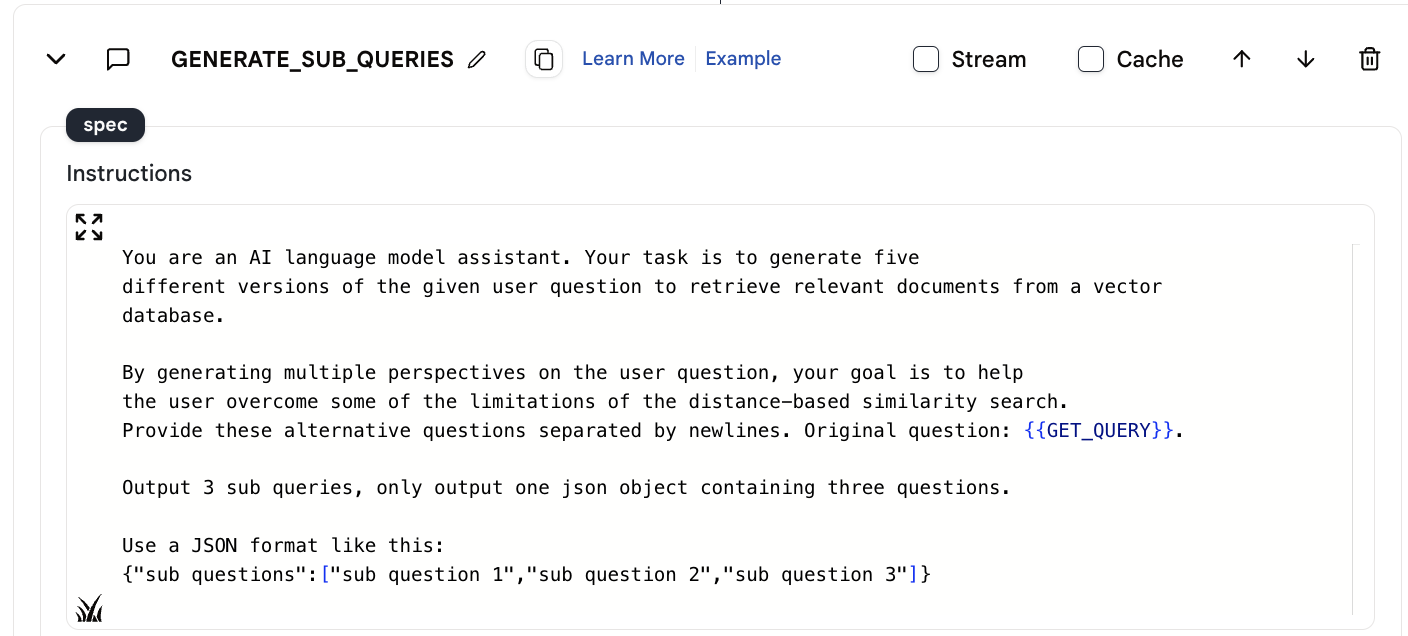 GENERATE_SUB_QUERIES Learn More Example Stream Cache
spec
Instructions
You are an AI language model assistant. Your task is to generate five
different versions of the given user question to retrieve relevant documents from a vector
database.
By generating multiple perspectives on the user question, your goal is to help
the user overcome some of the limitations of the distance-based similarity search.
Provide these alternative questions separated by newlines. Original question: {{GET_QUERY}}.
Output 3 sub queries, only output one json object containing three questions.
Use a JSON format like this:
{"sub questions":["sub question 1","sub question 2","sub question 3"]}